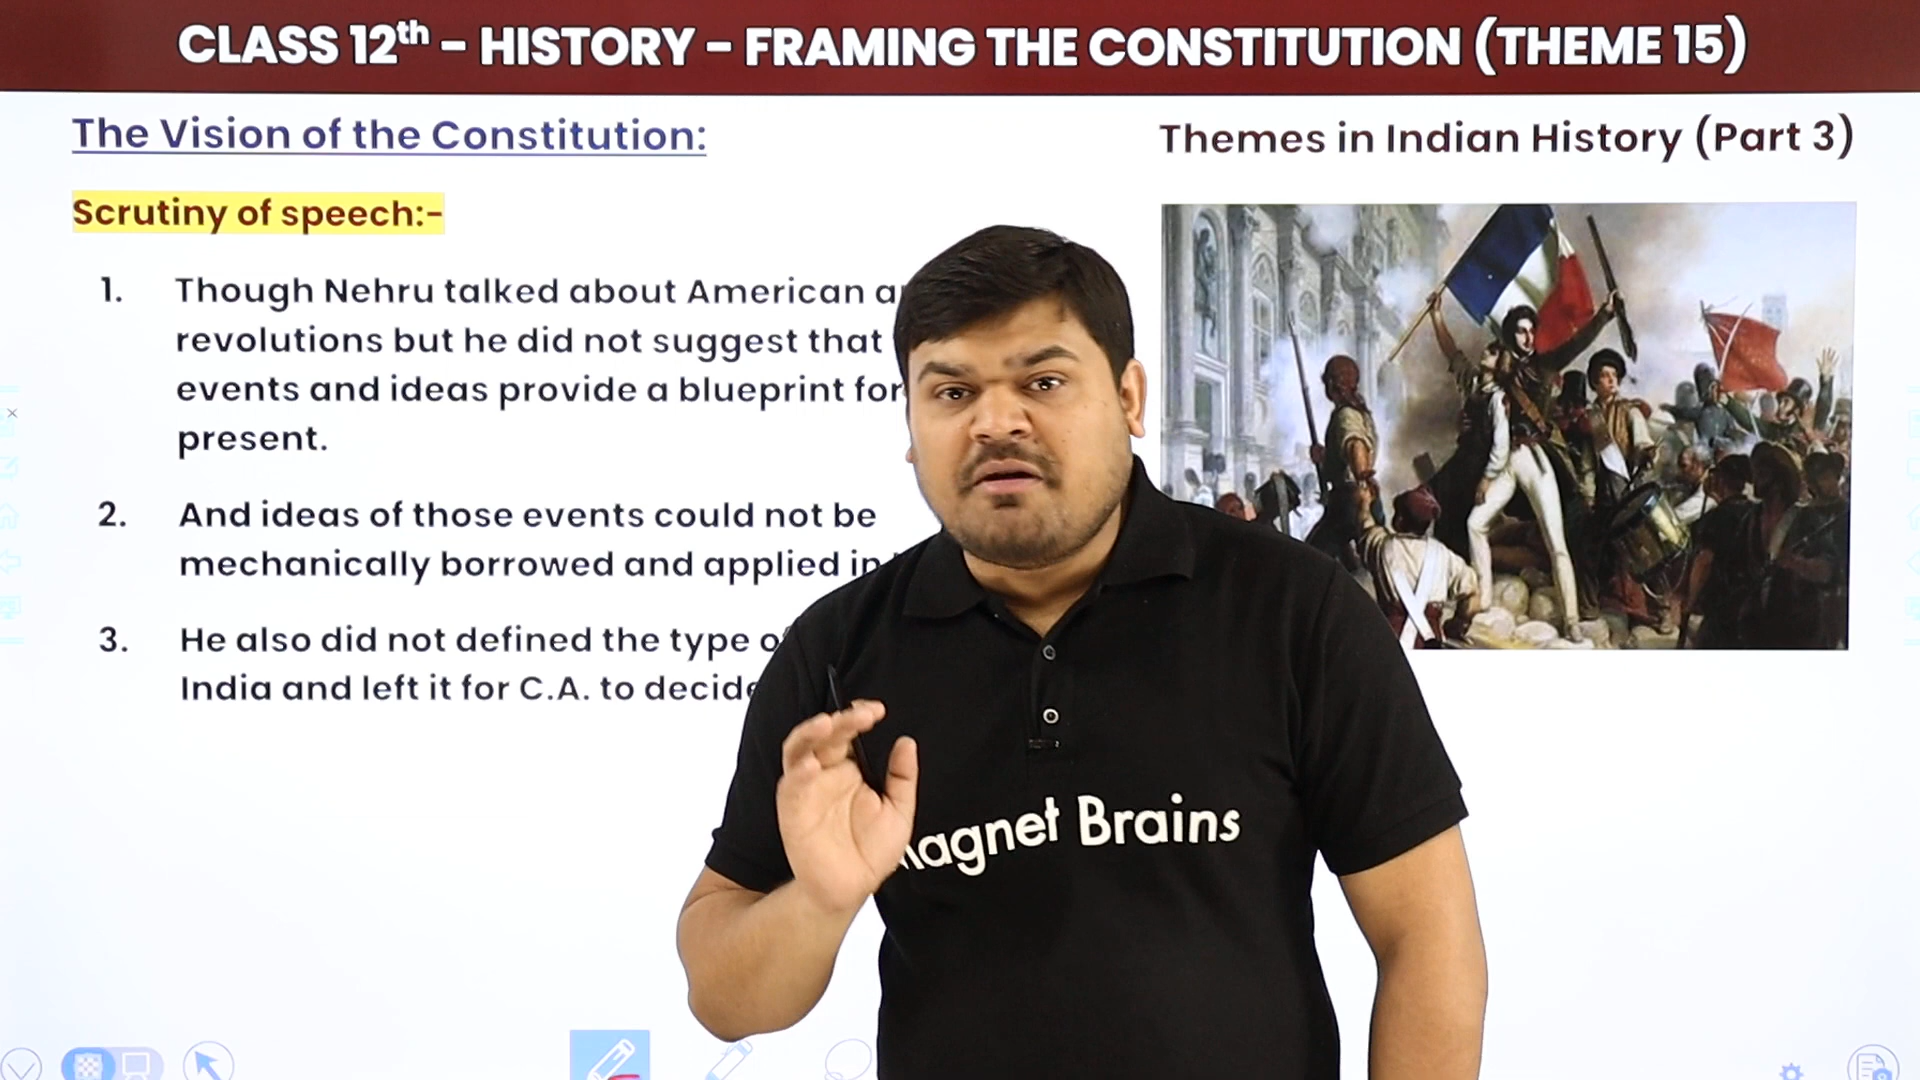 CLASS 12th - HISTORY - FRAMING THE CONSTITUTION (THEME 15)
The Vision of the Constitution:
Themes in Indian History (Part 3)
Scrutiny of speech:-
1. Though Nehru talked about American
revolutions but he did not suggest that
events and ideas provide a blueprint for
present.
2. And ideas of those events could not be
mechanically borrowed and applied in
3. He also did not defined the type
India and left it for C.A. to decide
Magnet Brains